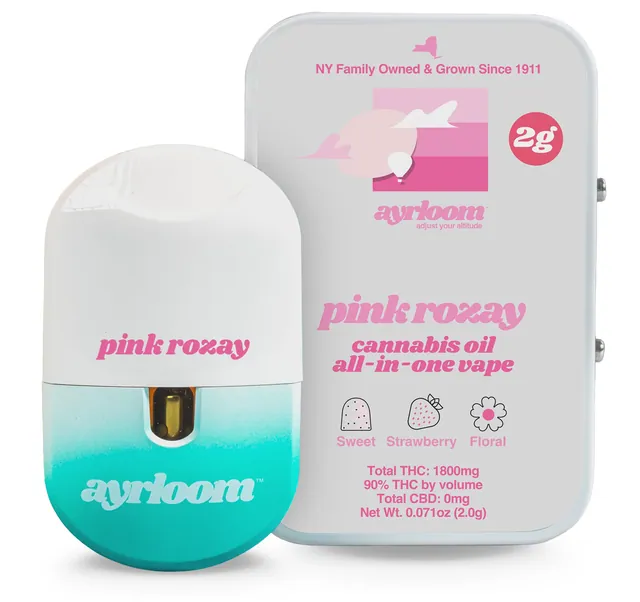 NY Family Owned & Grown Since 1911
2g
ayrloom
adjust your altitude
pink rozay
cannabis oil
all-in-one vape
Sweet Strawberry Floral
Total THC: 1800mg
90% THC by volume
Total CBD: 0mg
Net Wt. 0.071oz (2.0g)
pink rozay
ayrloom™